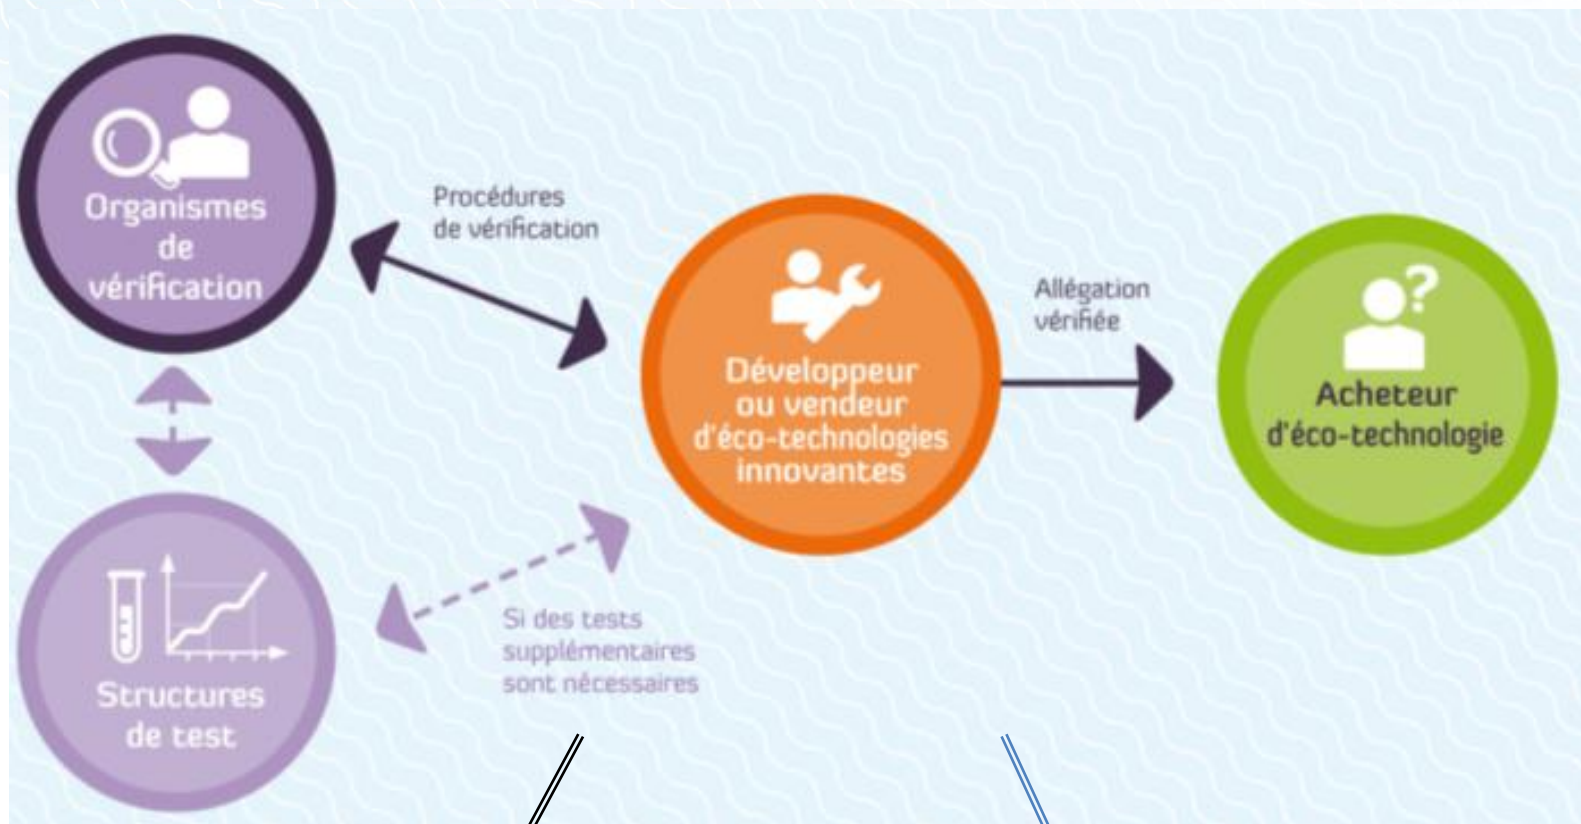 Organismes
de
vérification
Procédures
de vérification
Développeur
ou vendeur
d'éco-technologies
innovantes
Allégation
vérifiée
Acheteur
d'éco-technologie
Structures
de test
Si des tests
supplémentaires
sont nécessaires